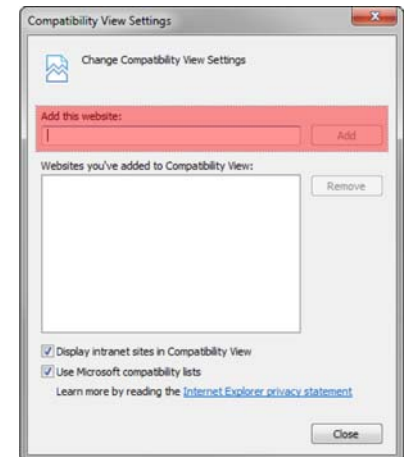 Compatibility View Settings
Change Compatibility View Settings
Add this website:
Add
Websites you've added to Compatibility View:
Remove
Display intranet sites in Compatibility View
Use Microsoft compatibility lists
Learn more by reading the Internet Explorer privacy statement
Close